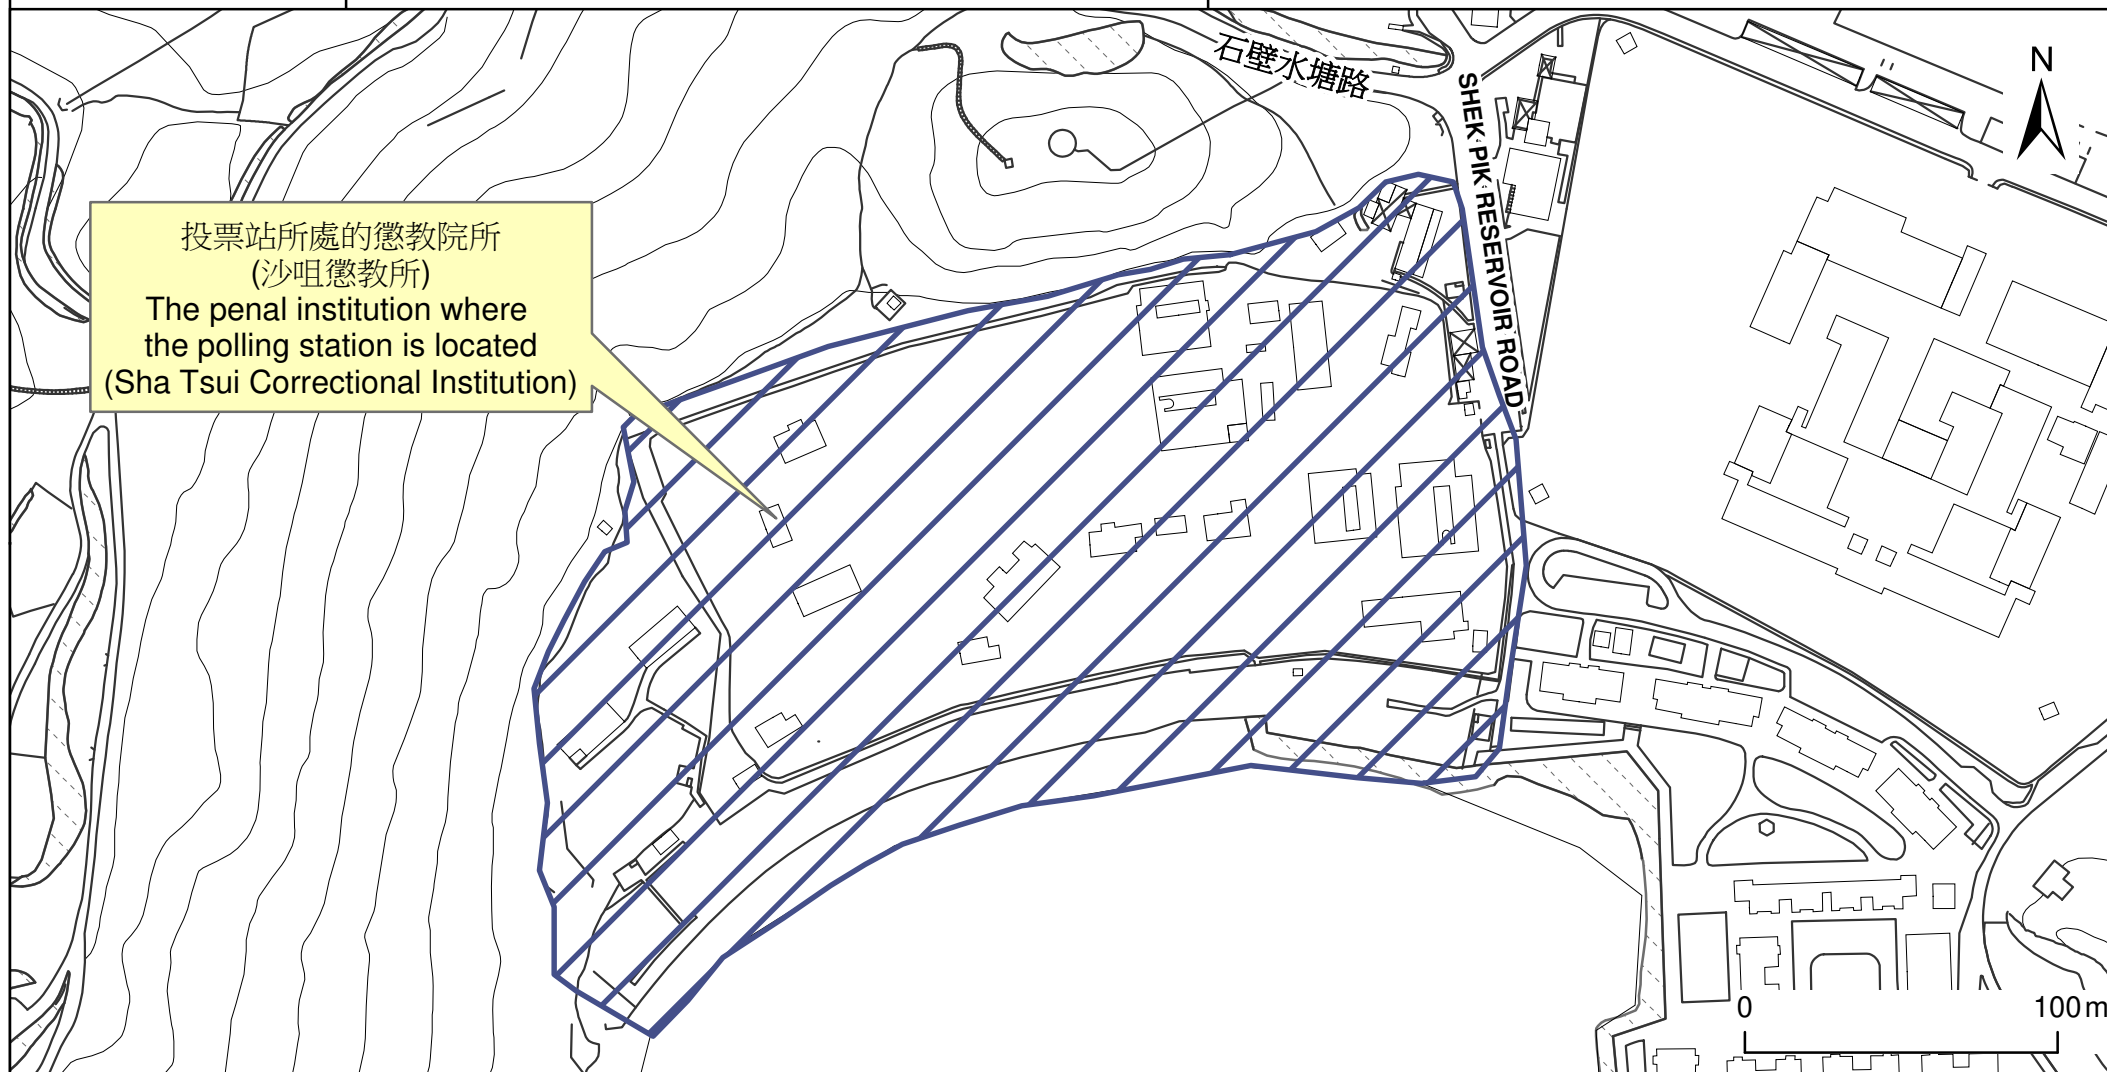 石壁水塘路
N
SHEK PIK RESERVOIR ROAD
投票站所處的懲教院所
(沙咀懲教所)
The penal institution where
the polling station is located
(Sha Tsui Correctional Institution)
0 100m